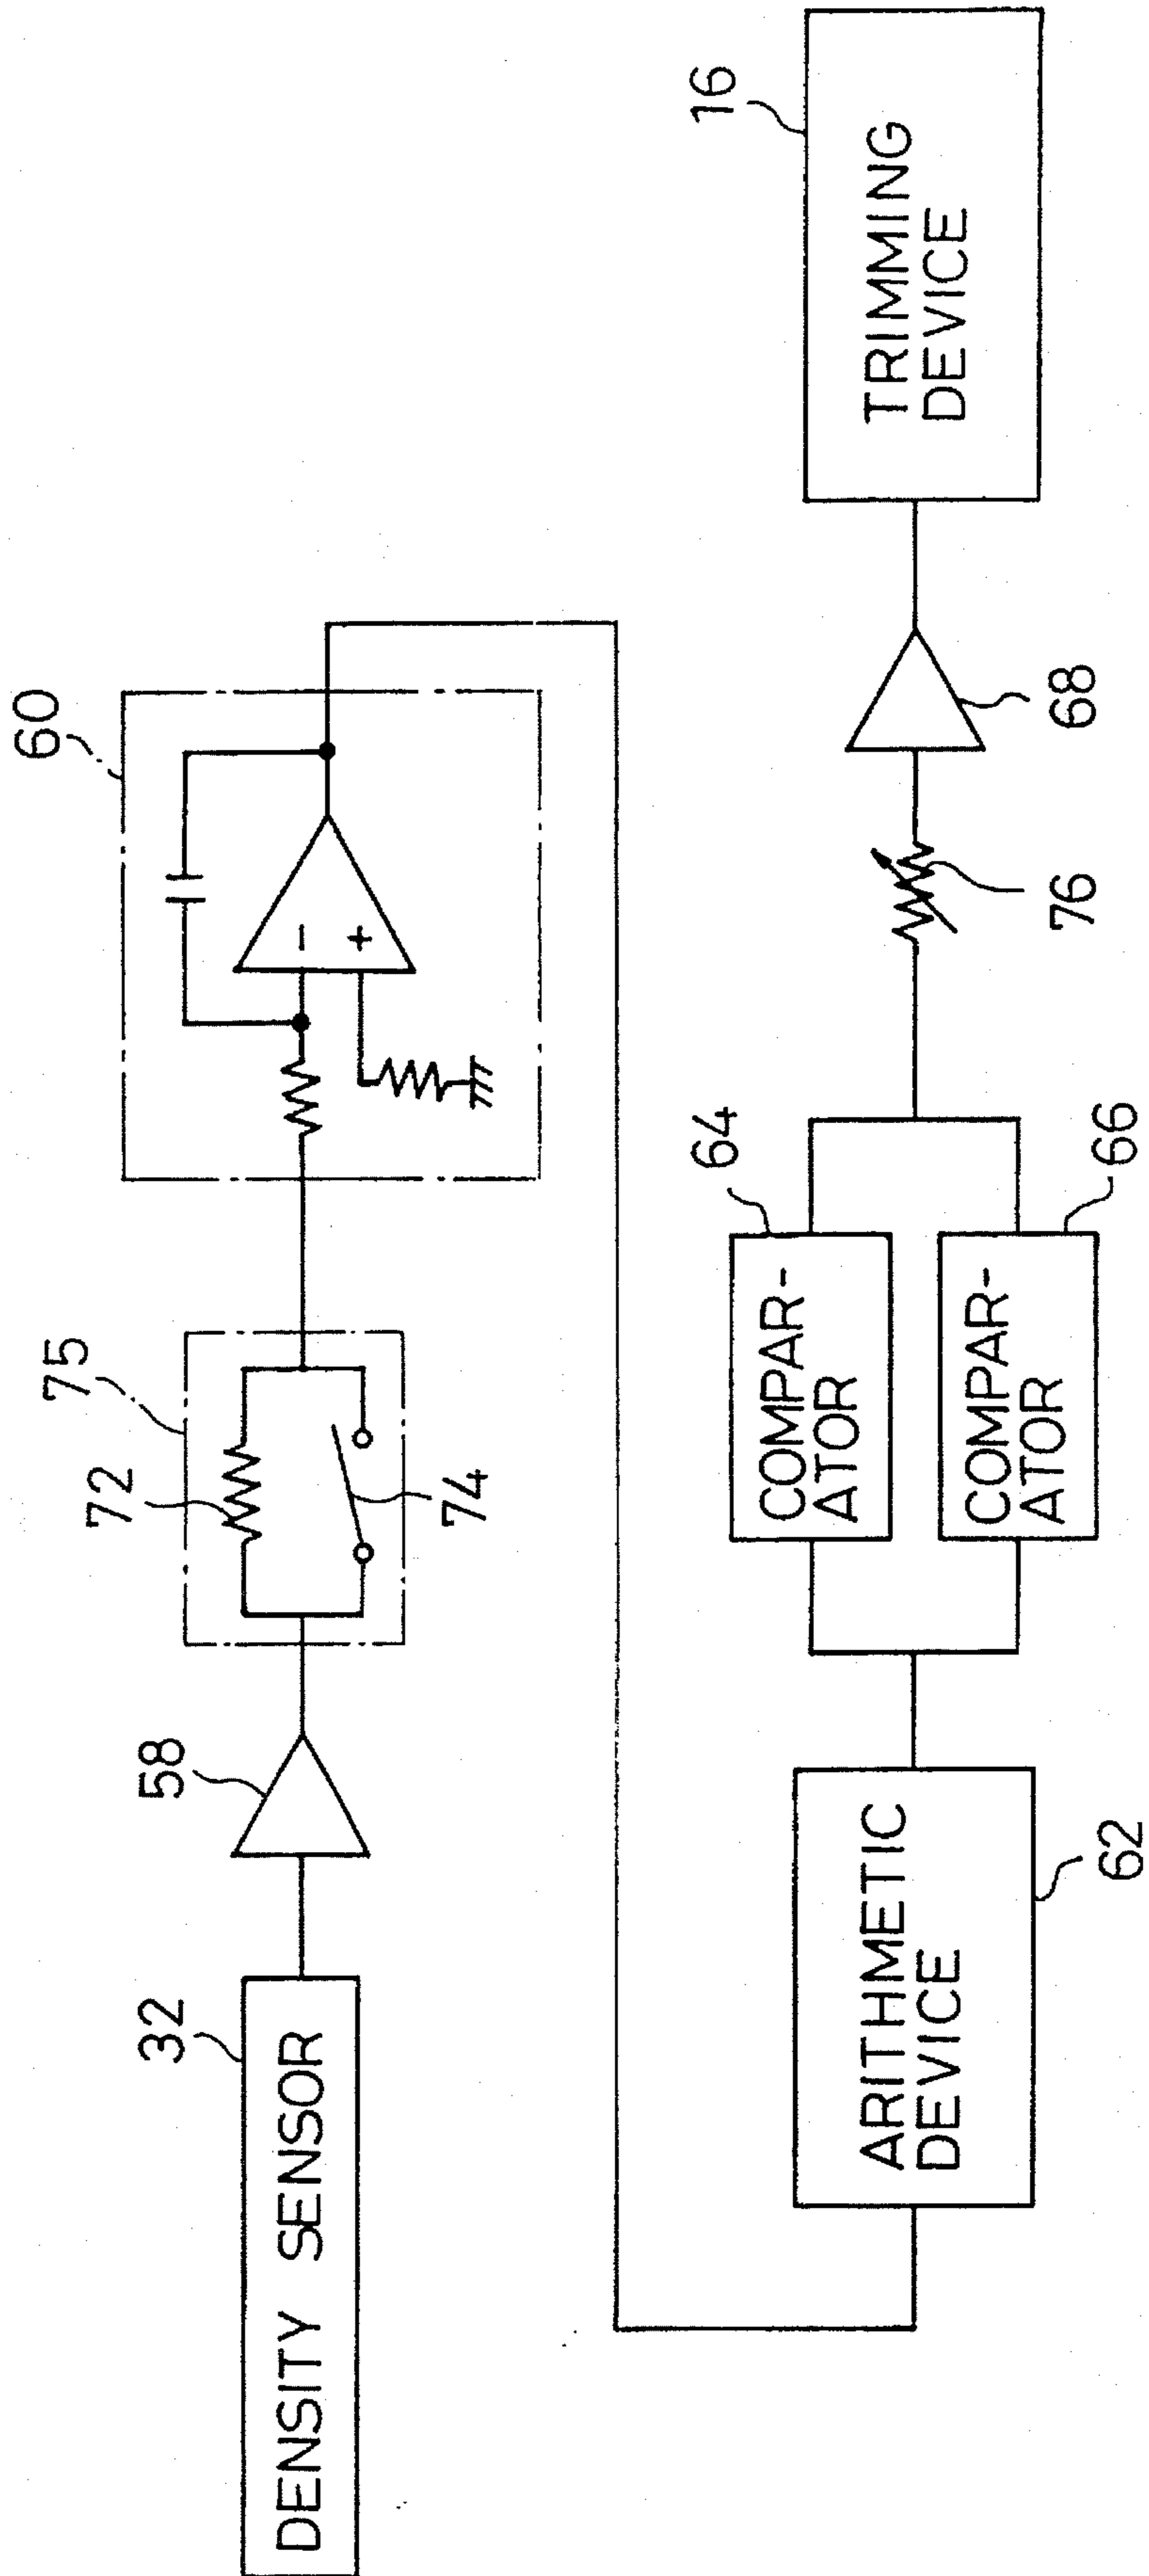 32
DENSITY SENSOR
58
75
72
74
60
−
+
62
ARITHMETIC
DEVICE
64
COMPAR-
ATOR
66
COMPAR-
ATOR
76
68
16
TRIMMING
DEVICE